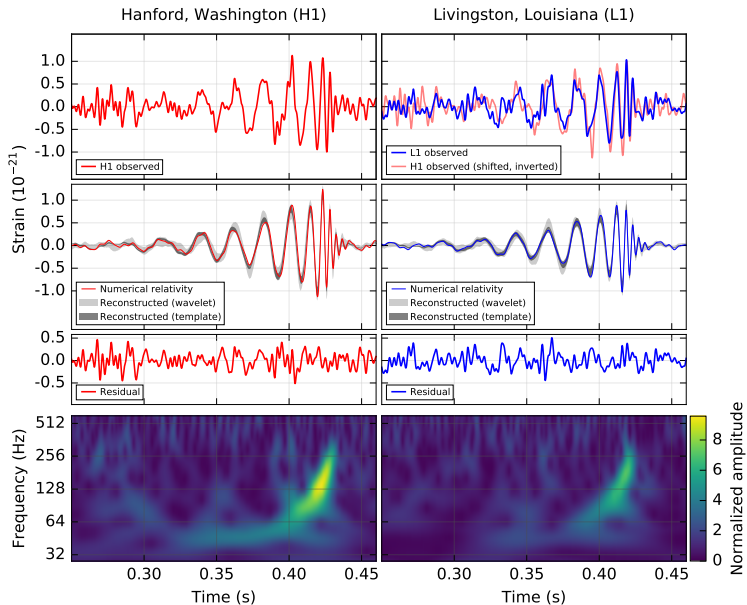 Hanford, Washington (H1)
Livingston, Louisiana (L1)
Strain (10⁻²¹)
1.0
0.5
0.0
-0.5
-1.0
H1 observed
L1 observed
H1 observed (shifted, inverted)
1.0
0.5
0.0
-0.5
-1.0
Numerical relativity
Reconstructed (wavelet)
Reconstructed (template)
Numerical relativity
Reconstructed (wavelet)
Reconstructed (template)
0.5
0.0
-0.5
Residual
Residual
Frequency (Hz)
512
256
128
64
32
0.30
0.35
0.40
0.45
0.30
0.35
0.40
0.45
Time (s)
Time (s)
8
6
4
2
0
Normalized amplitude